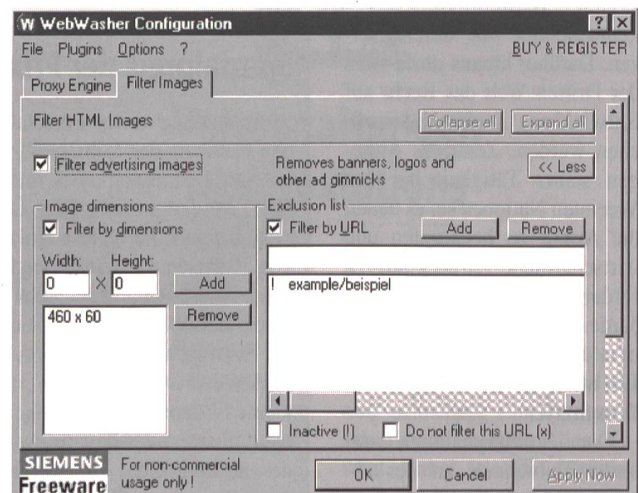 W WebWasher Configuration ? X
File Plugins Options ? BUY & REGISTER
Proxy Engine Filter Images
Filter HTML Images Collapse all Expand all
Filter advertising images Removes banners, logos and other ad gimmicks << Less
Image dimensions
Filter by dimensions
Width: Height:
0 X 0 Add
460 x 60 Remove
Exclusion list
Filter by URL Add Remove
! example/beispiel
Inactive (!) Do not filter this URL (x)
SIEMENS
Freeware
For non-commercial
usage only !
OK Cancel Apply Now